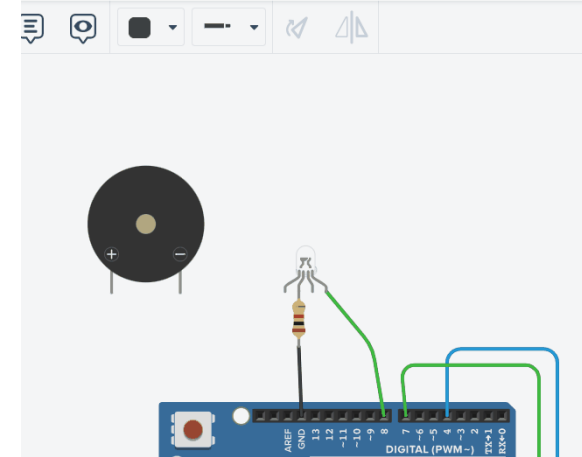 + −
AREF
GND
13
12
~11
~10
~9
8
7
~6
~5
4
~3
2
TX→1
RX←0
DIGITAL (PWM~)